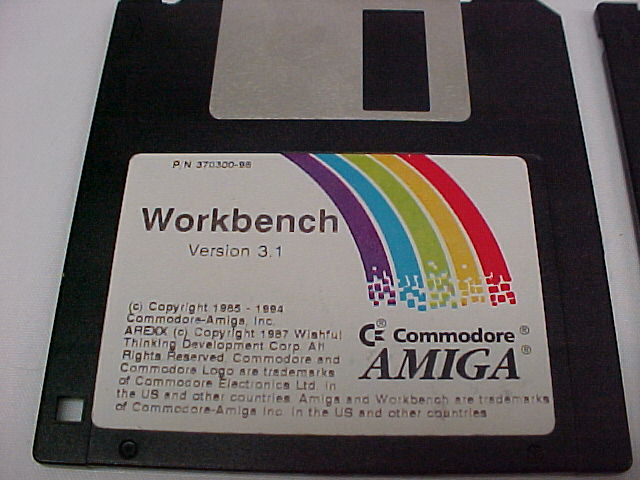 P/N 370300-98
Workbench
Version 3.1
(c) Copyright 1985 - 1994
Commodore-Amiga, Inc.
AREXX (c) Copyright 1987 Wishful
Thinking Development Corp. All
Rights Reserved. Commodore and
Commodore Logo are trademarks
of Commodore Electronics Ltd. in
the US and other countries. Amiga and Workbench are trademarks
of Commodore-Amiga Inc. in the US and other countries
Commodore®
AMIGA®